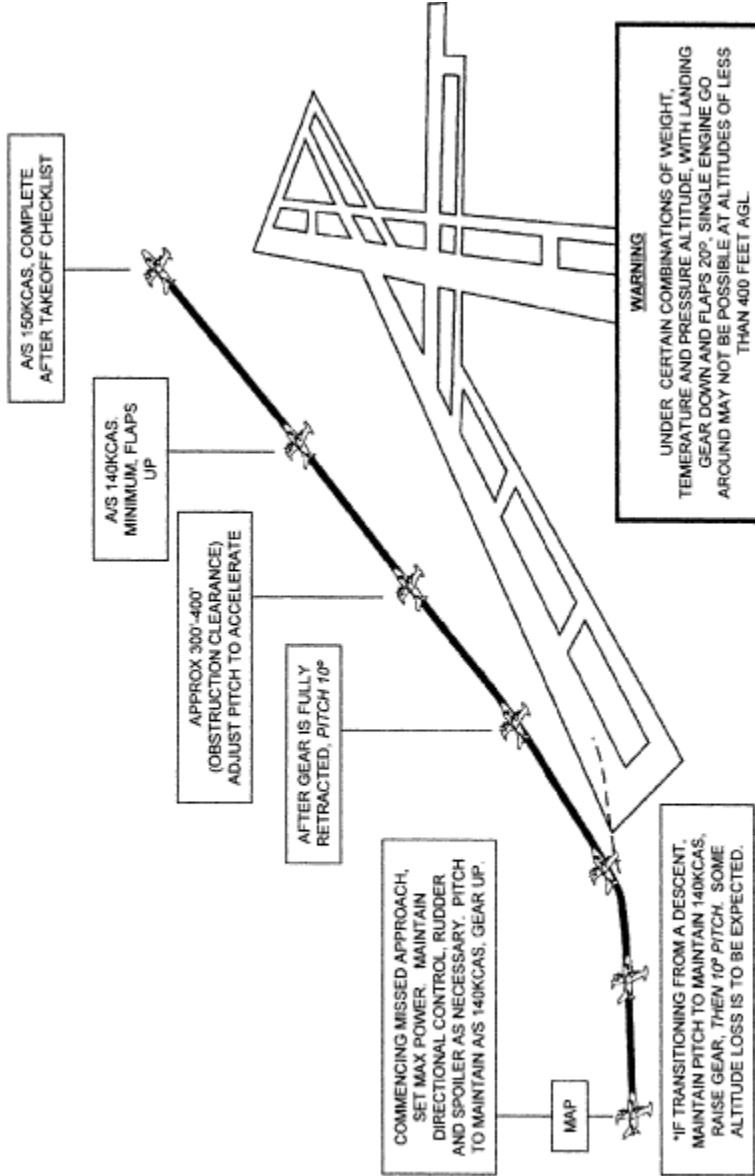 COMMENCING MISSED APPROACH,
SET MAX POWER. MAINTAIN
DIRECTIONAL CONTROL, RUDDER
AND SPOILER AS NECESSARY. PITCH
TO MAINTAIN A/S 140KCAS, GEAR UP.
MAP
*IF TRANSITIONING FROM A DESCENT,
MAINTAIN PITCH TO MAINTAIN 140KCAS,
RAISE GEAR, THEN 10º PITCH. SOME
ALTITUDE LOSS IS TO BE EXPECTED.
AFTER GEAR IS FULLY
RETRACTED, PITCH 10º
APPROX 300'-400'
(OBSTRUCTION CLEARANCE)
ADJUST PITCH TO ACCELERATE
A/S 140KCAS.
MINIMUM, FLAPS
UP
A/S 150KCAS, COMPLETE
AFTER TAKEOFF CHECKLIST
WARNING
UNDER CERTAIN COMBINATIONS OF WEIGHT,
TEMERATURE AND PRESSURE ALTITUDE, WITH LANDING
GEAR DOWN AND FLAPS 20º, SINGLE ENGINE GO
AROUND MAY NOT BE POSSIBLE AT ALTITUDES OF LESS
THAN 400 FEET AGL.